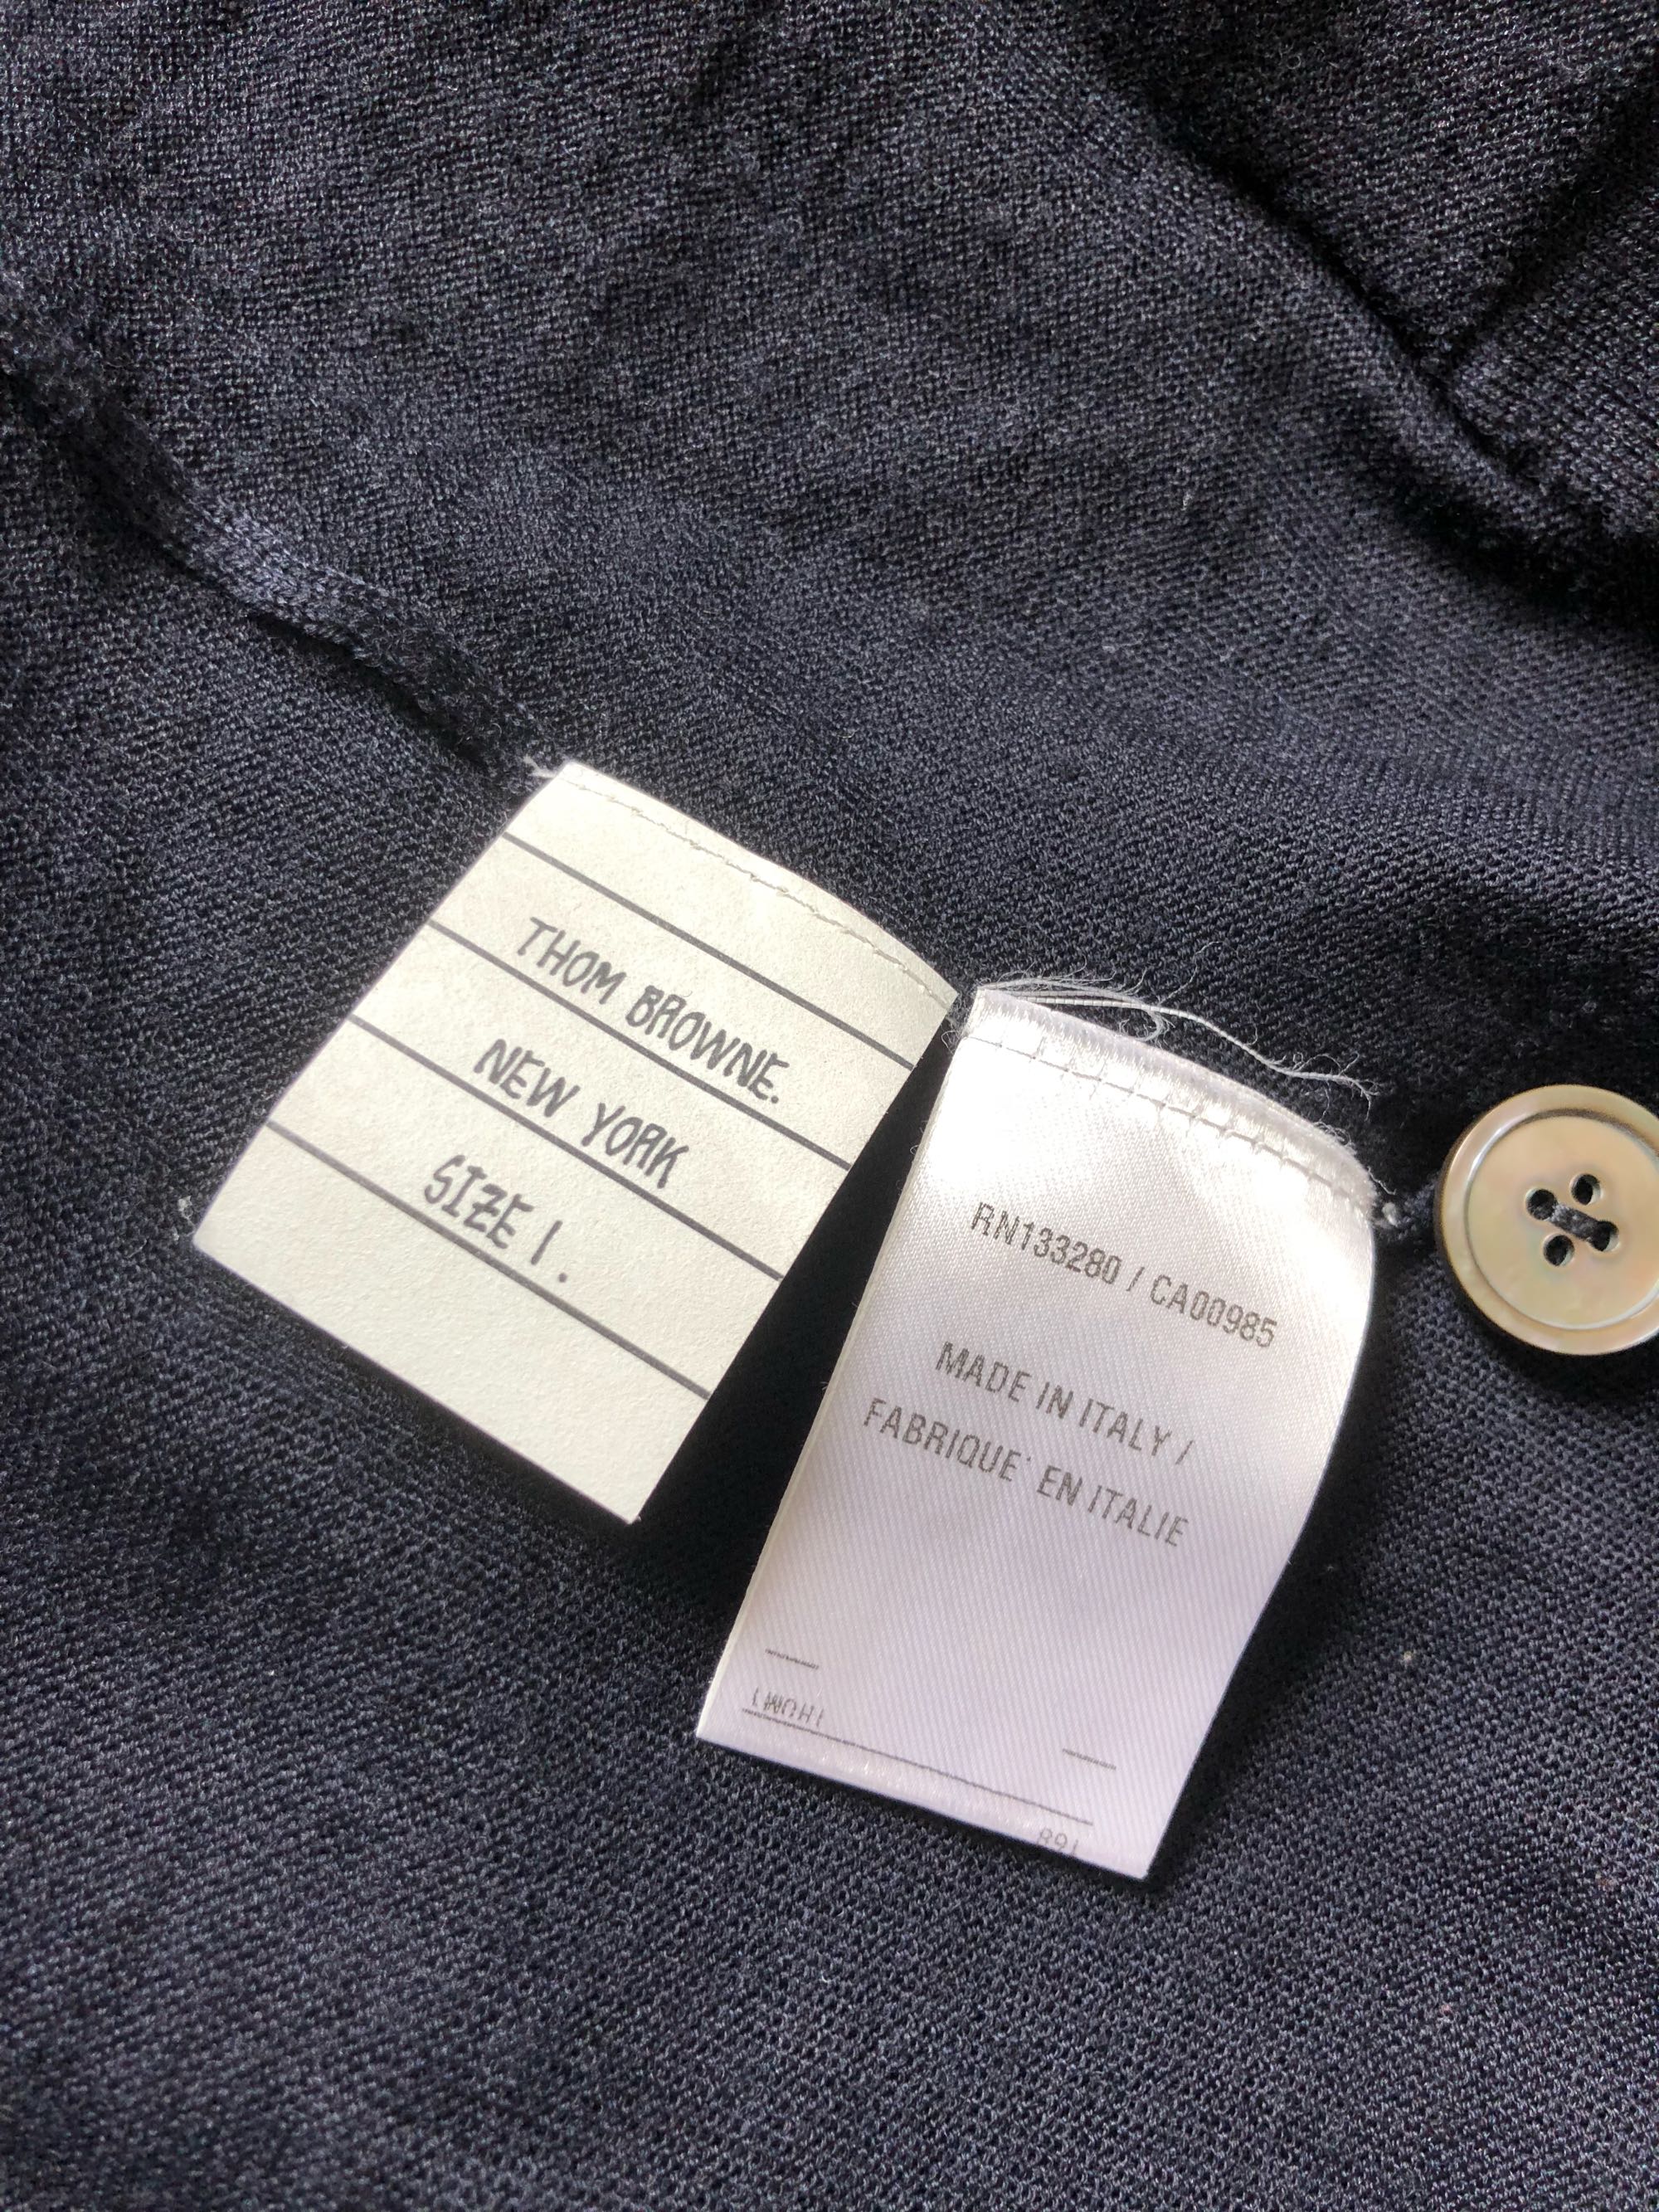 THOM BROWNE.
NEW YORK
SIZE 1.
RN133280 / CA00985
MADE IN ITALY /
FABRIQUE' EN ITALIE